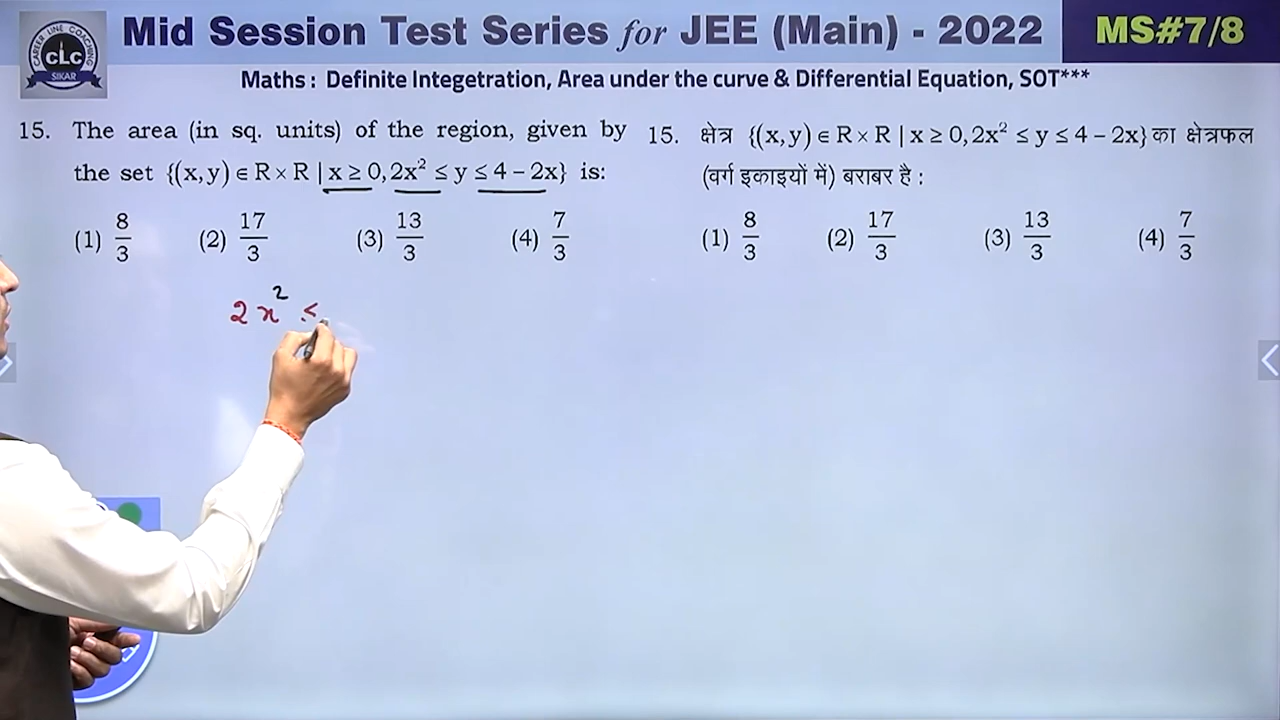 CAREER LINE COACHING
CLC
SIKAR
Mid Session Test Series for JEE (Main) - 2022
MS#7/8
Maths : Definite Integetration, Area under the curve & Differential Equation, SOT***
15. The area (in sq. units) of the region, given by
the set {(x,y) ∈ R × R | x ≥ 0, 2x² ≤ y ≤ 4 – 2x} is:
(1) 8/3 (2) 17/3 (3) 13/3 (4) 7/3
2x² ≤
15. क्षेत्र {(x,y) ∈ R × R | x ≥ 0, 2x² ≤ y ≤ 4 – 2x} का क्षेत्रफल
(वर्ग इकाइयों में) बराबर है :
(1) 8/3 (2) 17/3 (3) 13/3 (4) 7/3